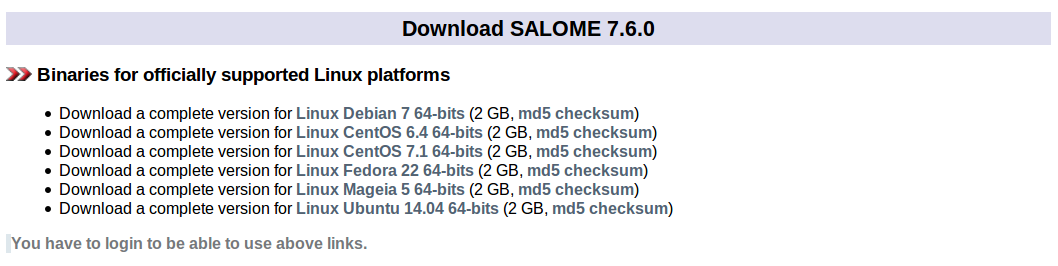 Download SALOME 7.6.0
Binaries for officially supported Linux platforms
Download a complete version for Linux Debian 7 64-bits (2 GB, md5 checksum)
Download a complete version for Linux CentOS 6.4 64-bits (2 GB, md5 checksum)
Download a complete version for Linux CentOS 7.1 64-bits (2 GB, md5 checksum)
Download a complete version for Linux Fedora 22 64-bits (2 GB, md5 checksum)
Download a complete version for Linux Mageia 5 64-bits (2 GB, md5 checksum)
Download a complete version for Linux Ubuntu 14.04 64-bits (2 GB, md5 checksum)
You have to login to be able to use above links.